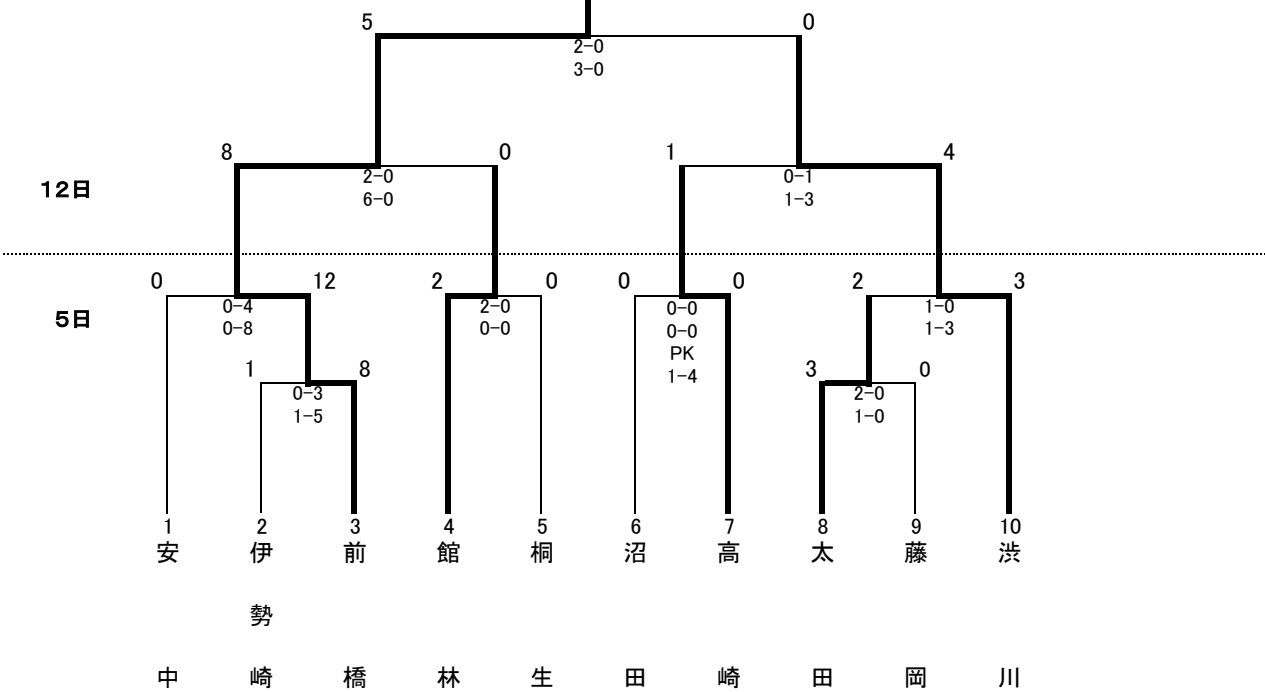 5 0
2-0
3-0
8 0 1 4
2-0 0-1
6-0 1-3
12日
0 12 2 0 0 0 2 3
0-4 2-0 0-0 1-0
0-8 0-0 0-0 1-3
PK
1-4
5日
1 8 3 0
0-3 2-0
1-5 1-0
1 2 3 4 5 6 7 8 9 10
安中
伊勢崎
前橋
館林
桐生
沼田
高崎
太田
藤岡
渋川